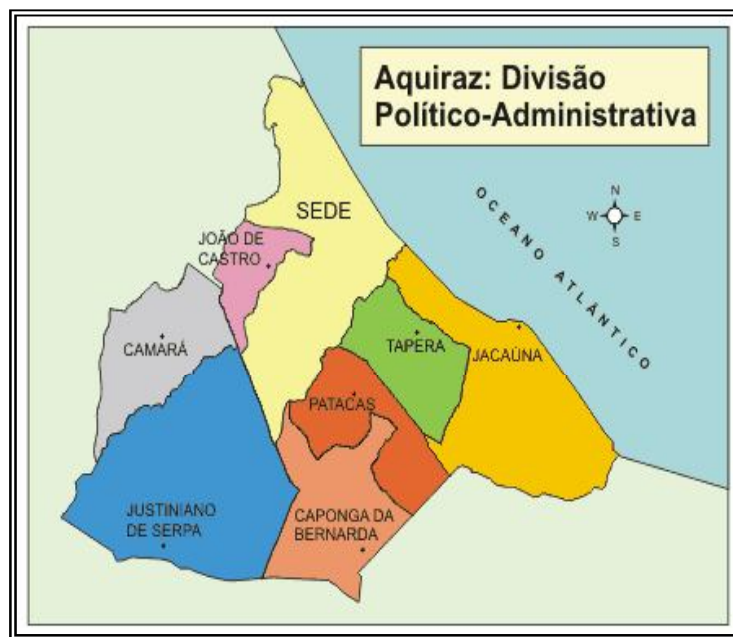 Aquiraz: Divisão
Político-Administrativa
N
W E
S
OCEANO ATLÂNTICO
SEDE
JOÃO DE
CASTRO
CAMARÁ
TAPERA
JACAÚNA
PATACAS
JUSTINIANO
DE SERPA
CAPONGA DA
BERNARDA